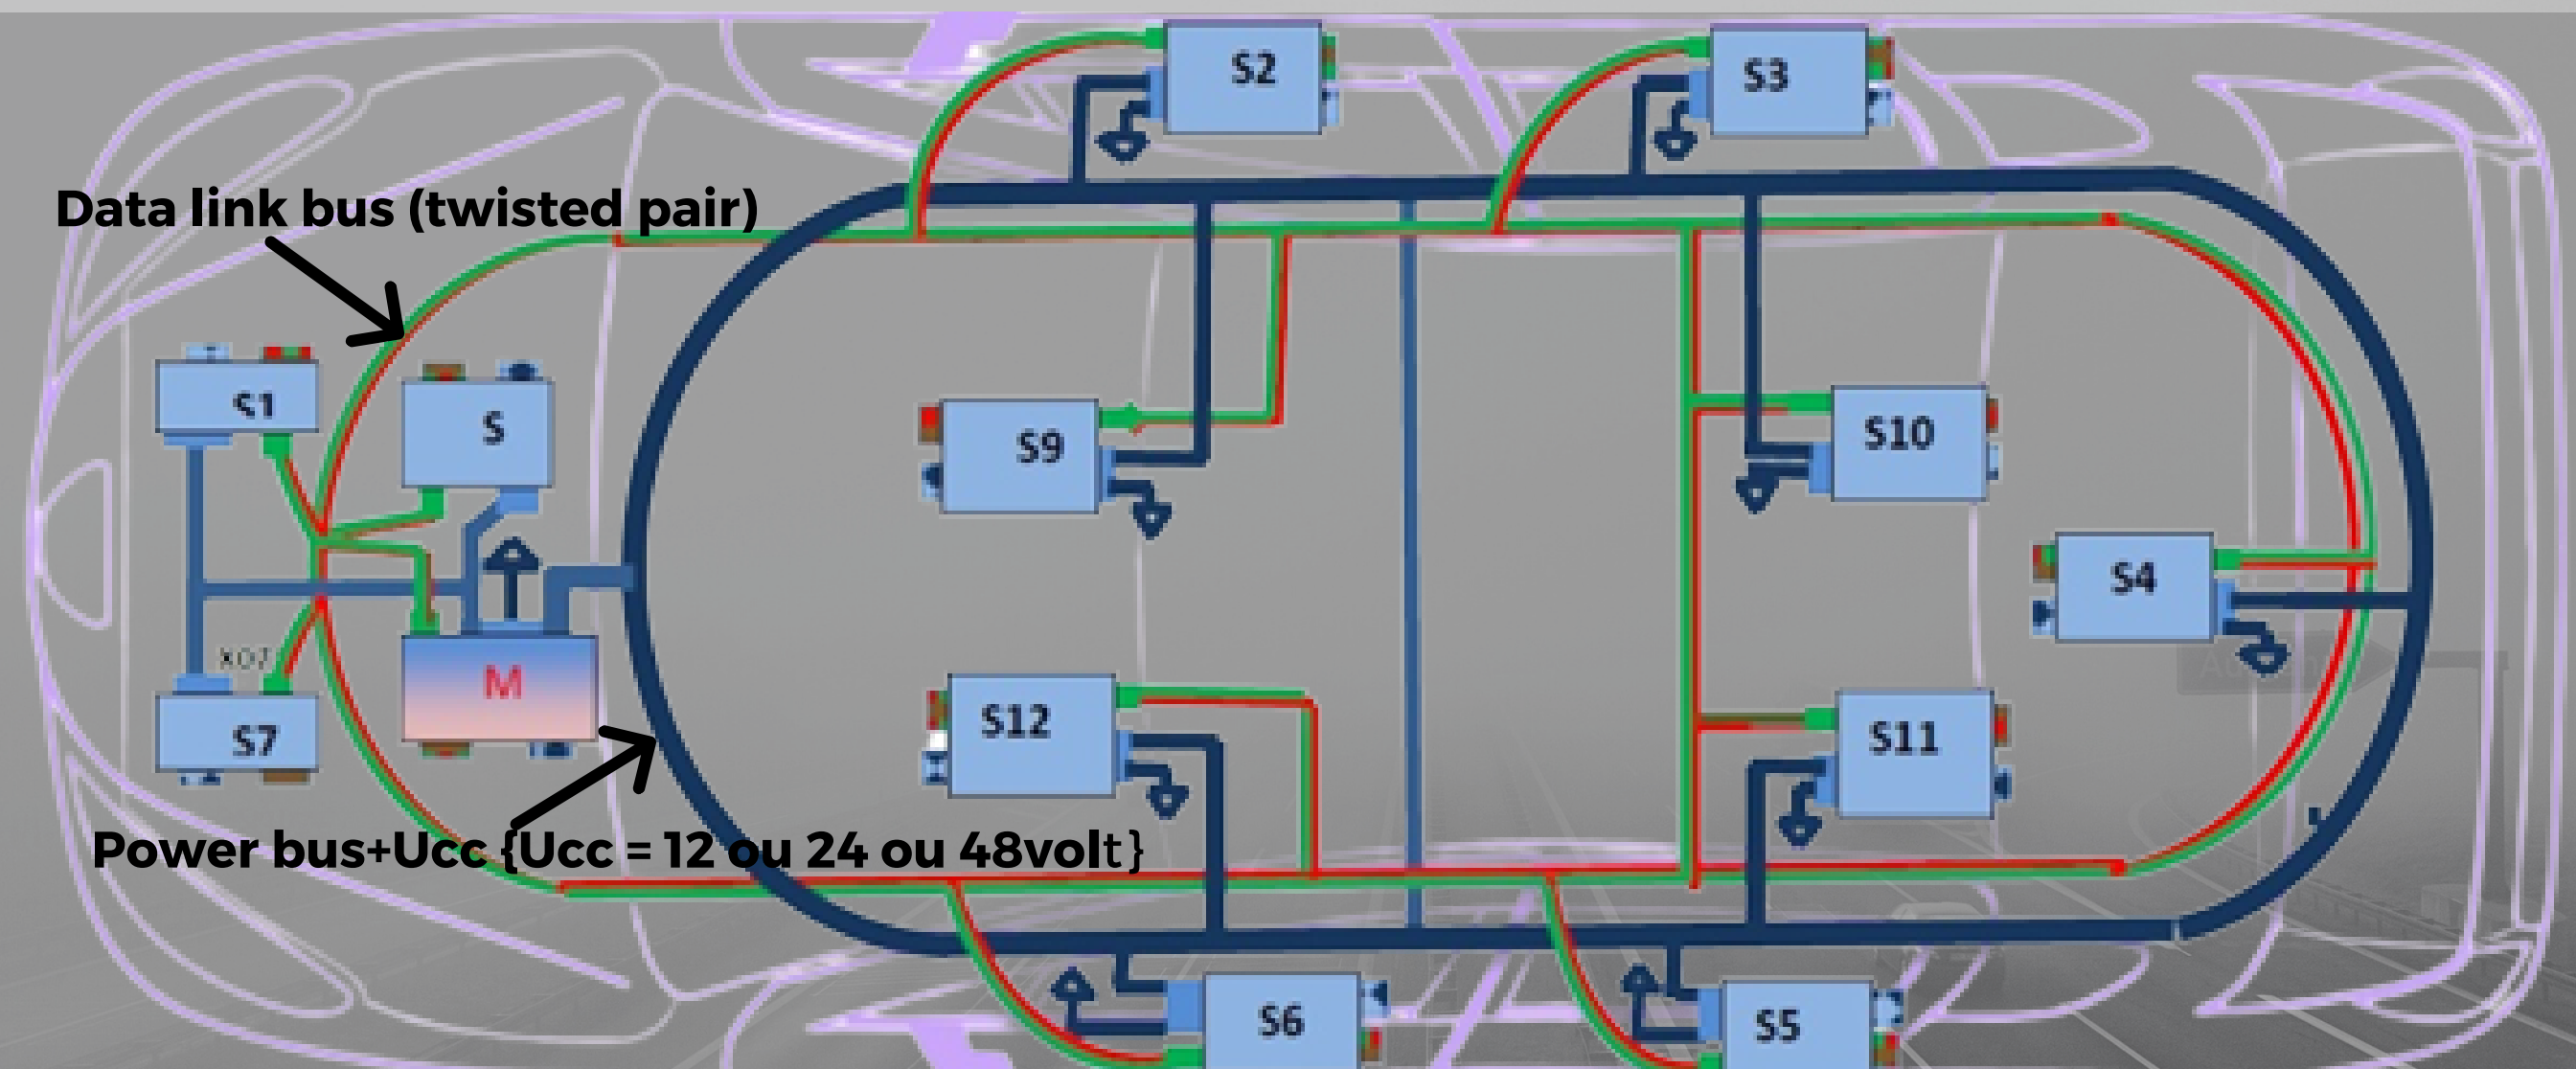 S2
S3
Data link bus (twisted pair)
S1
S
S9
S10
S4
M
S7
S12
S11
Power bus+Ucc {Ucc = 12 ou 24 ou 48volt}
S6
S5